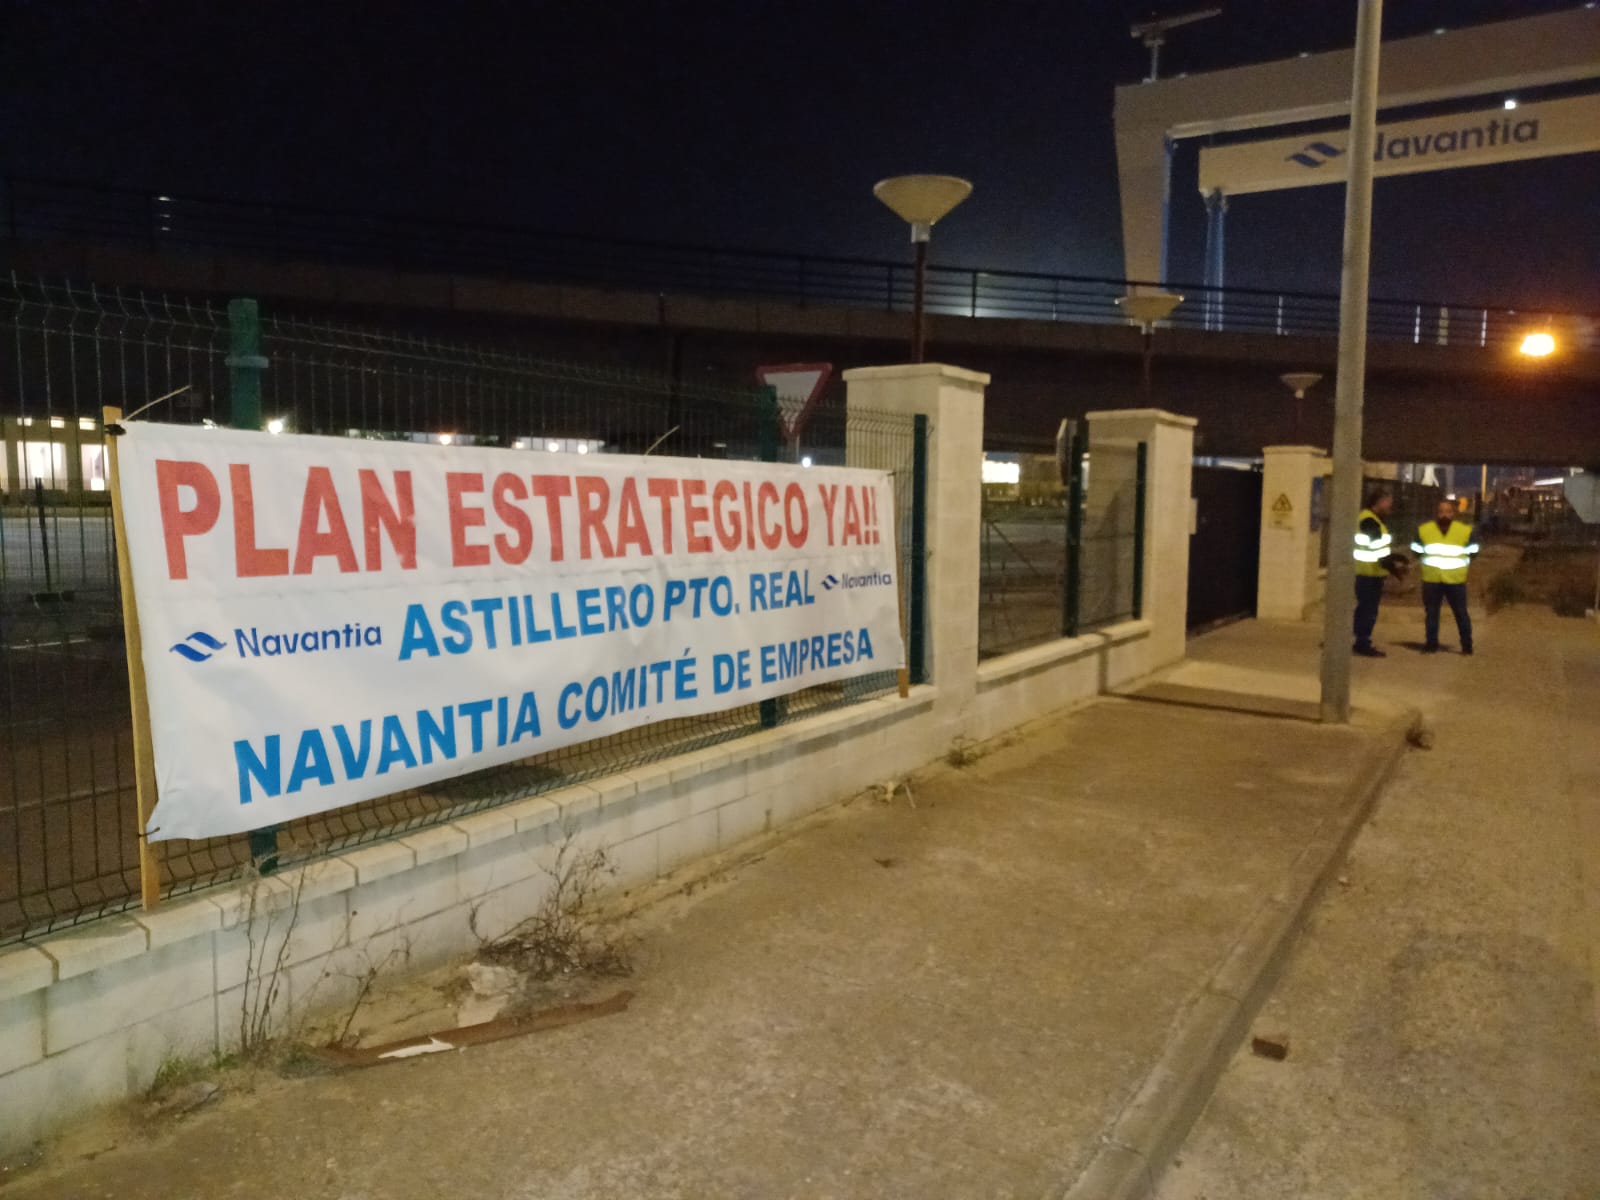 Navantia
PLAN ESTRATEGICO YA!!
Navantia ASTILLERO PTO. REAL Navantia
NAVANTIA COMITÉ DE EMPRESA